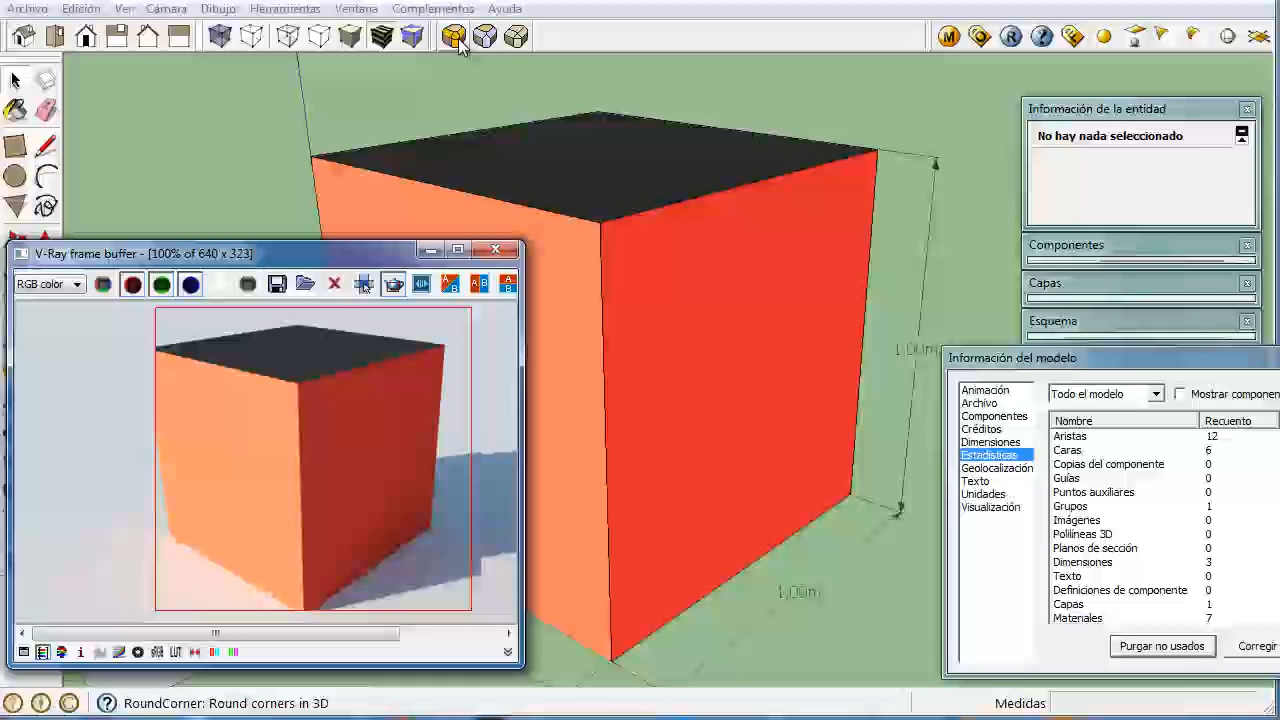 Archivo Edición Ver Cámara Dibujo Herramientas Ventana Complementos Ayuda
M R ?
Información de la entidad
No hay nada seleccionado
Componentes
Capas
Esquema
V-Ray frame buffer - [100% of 640 x 323]
RGB color
A B A B A B
LUT
1,00m
1,00m
Información del modelo
Animación
Archivo
Componentes
Créditos
Dimensiones
Estadísticas
Geolocalización
Texto
Unidades
Visualización
Todo el modelo Mostrar componen
Nombre Recuento
Aristas 12
Caras 6
Copias del componente 0
Guías 0
Puntos auxiliares 0
Grupos 1
Imágenes 0
Polilíneas 3D 0
Planos de sección 0
Dimensiones 3
Texto 0
Definiciones de componente 0
Capas 1
Materiales 7
Purgar no usados Corregir
RoundCorner: Round corners in 3D
Medidas